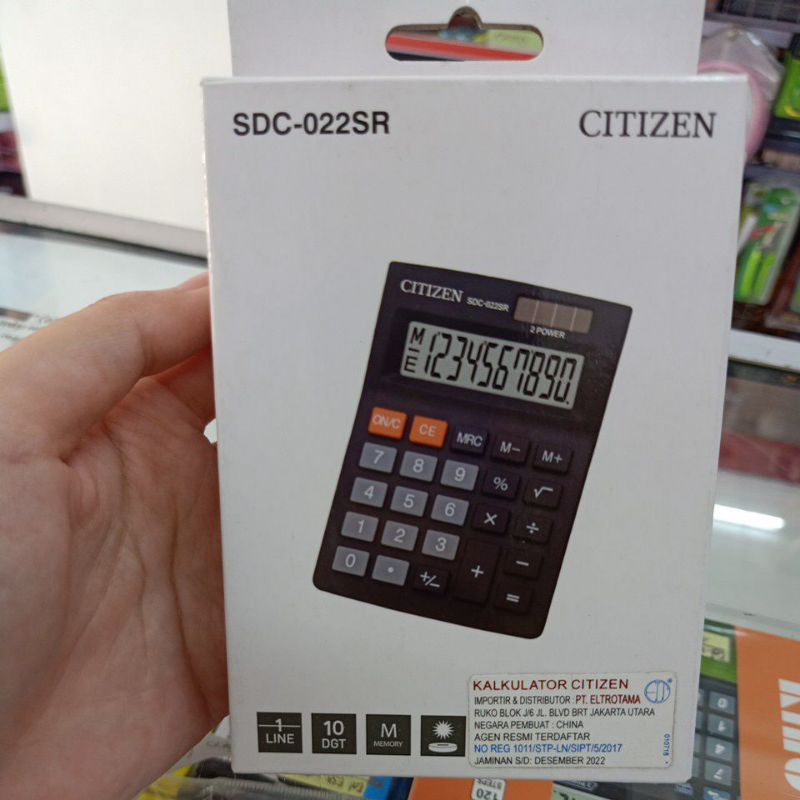 SDC-022SR CITIZEN
CITIZEN SDC-022SR
2 POWER
M
E
1234567890.
ON/C CE MRC M- M+
7 8 9 % √
4 5 6 × ÷
1 2 3 + −
0 • +/− =
1
LINE
10
DGT
M
MEMORY
KALKULATOR CITIZEN
IMPORTIR & DISTRIBUTOR : PT. ELTROTAMA
RUKO BLOK J/6 JL. BLVD BRT JAKARTA UTARA
NEGARA PEMBUAT : CHINA
AGEN RESMI TERDAFTAR
NO REG 1011/STP-LN/SIPT/5/2017
JAMINAN S/D: DESEMBER 2022
010718
120
STEPS